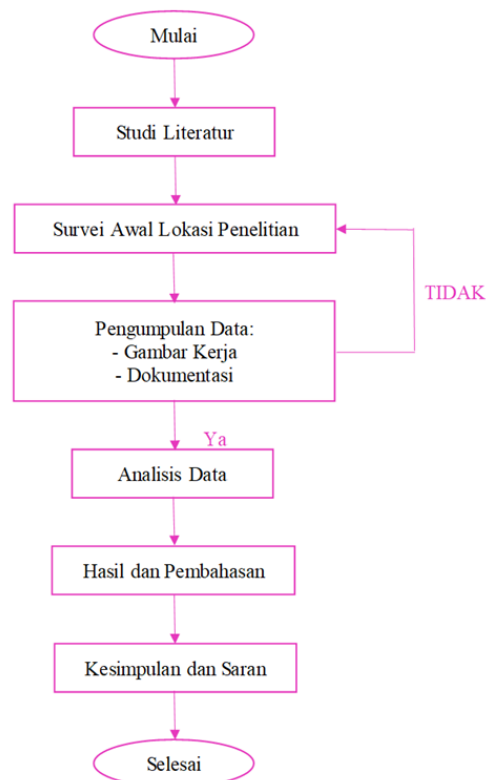 Mulai
Studi Literatur
Survei Awal Lokasi Penelitian
TIDAK
Pengumpulan Data:
- Gambar Kerja
- Dokumentasi
Ya
Analisis Data
Hasil dan Pembahasan
Kesimpulan dan Saran
Selesai